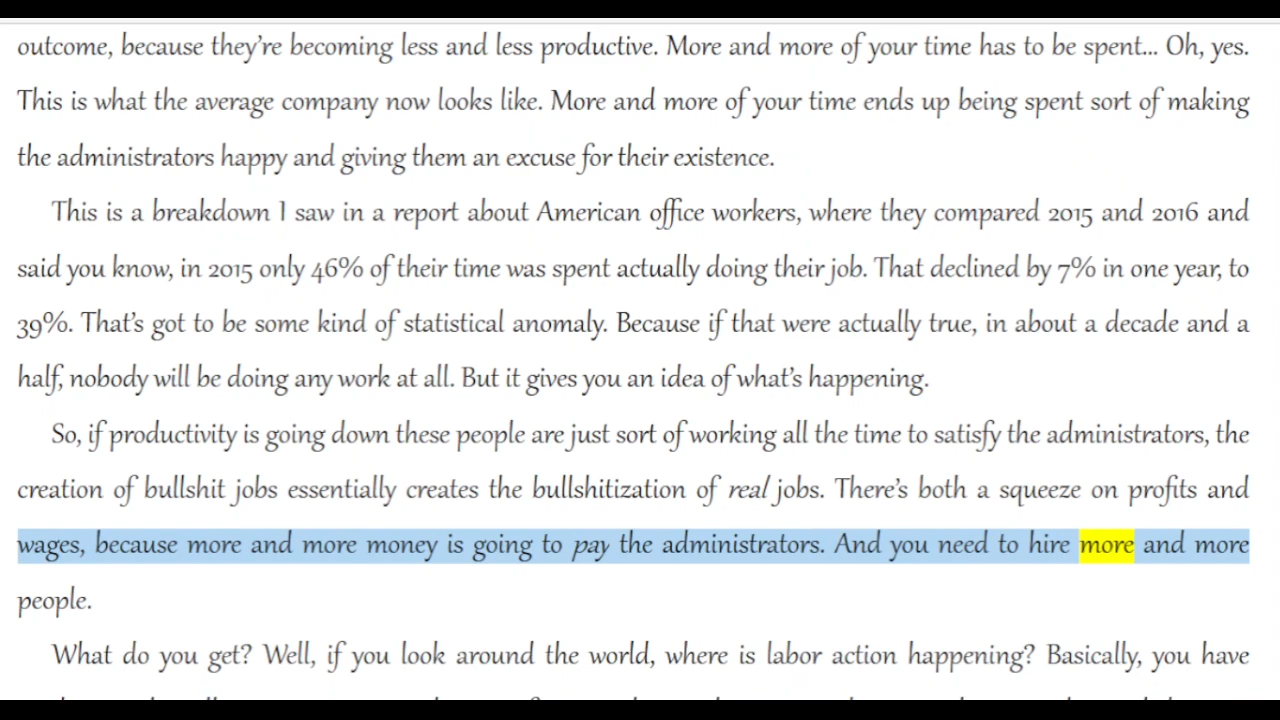 outcome, because they're becoming less and less productive. More and more of your time has to be spent... Oh, yes.
This is what the average company now looks like. More and more of your time ends up being spent sort of making
the administrators happy and giving them an excuse for their existence.
This is a breakdown I saw in a report about American office workers, where they compared 2015 and 2016 and
said you know, in 2015 only 46% of their time was spent actually doing their job. That declined by 7% in one year, to
39%. That's got to be some kind of statistical anomaly. Because if that were actually true, in about a decade and a
half, nobody will be doing any work at all. But it gives you an idea of what's happening.
So, if productivity is going down these people are just sort of working all the time to satisfy the administrators, the
creation of bullshit jobs essentially creates the bullshitization of real jobs. There's both a squeeze on profits and
wages, because more and more money is going to pay the administrators. And you need to hire more and more
people.
What do you get? Well, if you look around the world, where is labor action happening? Basically, you have